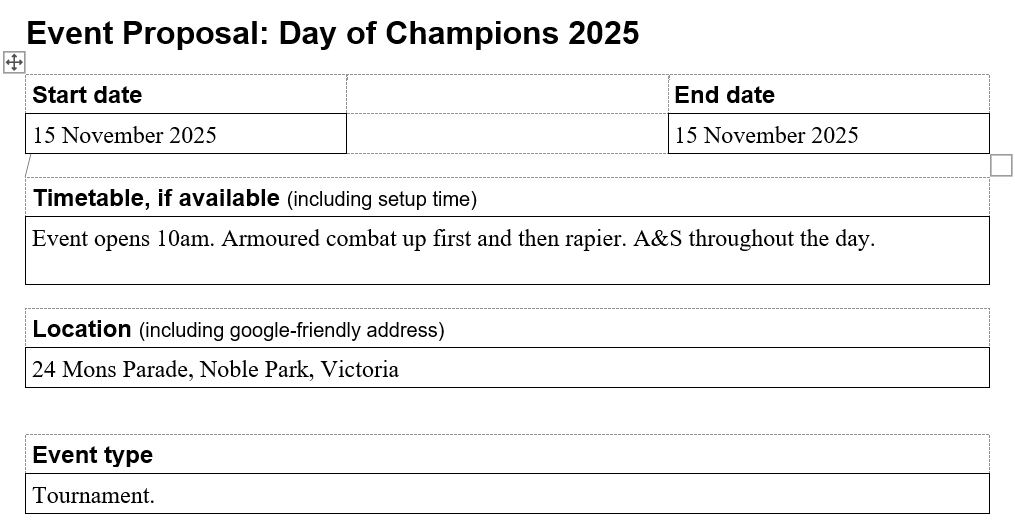 Event Proposal: Day of Champions 2025
Start date End date
15 November 2025 15 November 2025
Timetable, if available (including setup time)
Event opens 10am. Armoured combat up first and then rapier. A&S throughout the day.
Location (including google-friendly address)
24 Mons Parade, Noble Park, Victoria
Event type
Tournament.